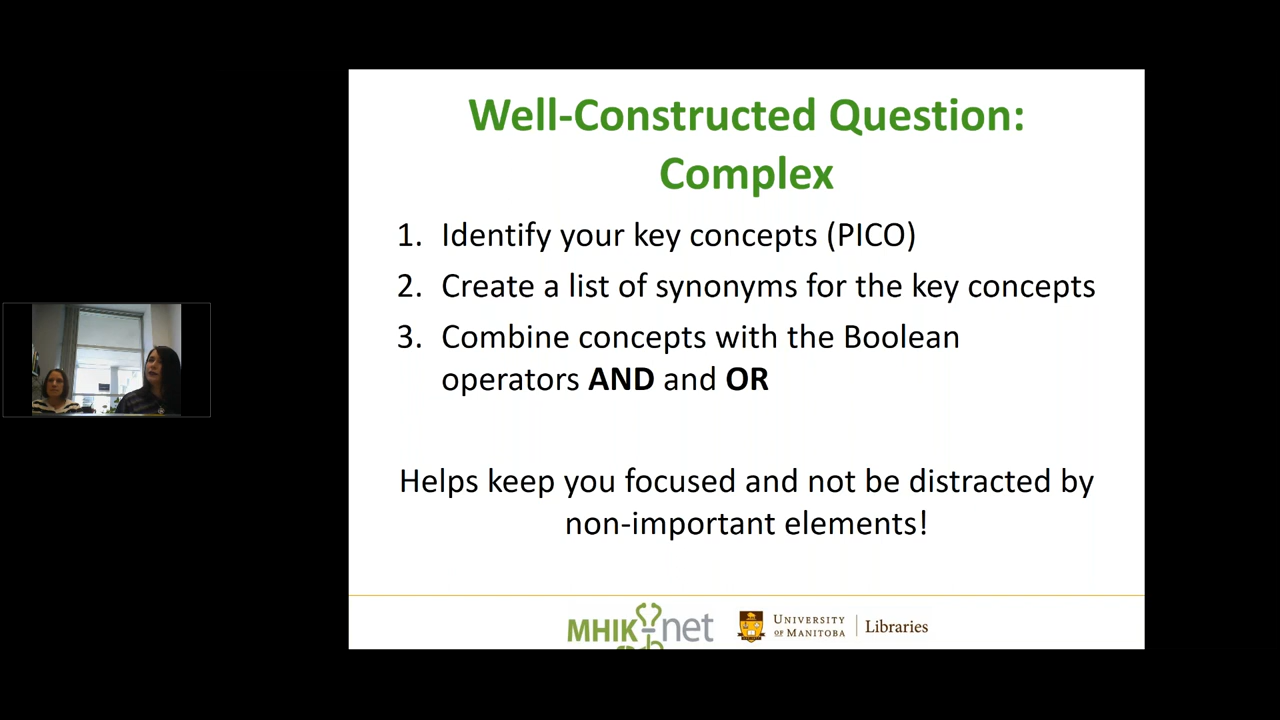 Well-Constructed Question:
Complex
1. Identify your key concepts (PICO)
2. Create a list of synonyms for the key concepts
3. Combine concepts with the Boolean
operators AND and OR
Helps keep you focused and not be distracted by
non-important elements!
MHIKnet
UNIVERSITY
OF MANITOBA
Libraries